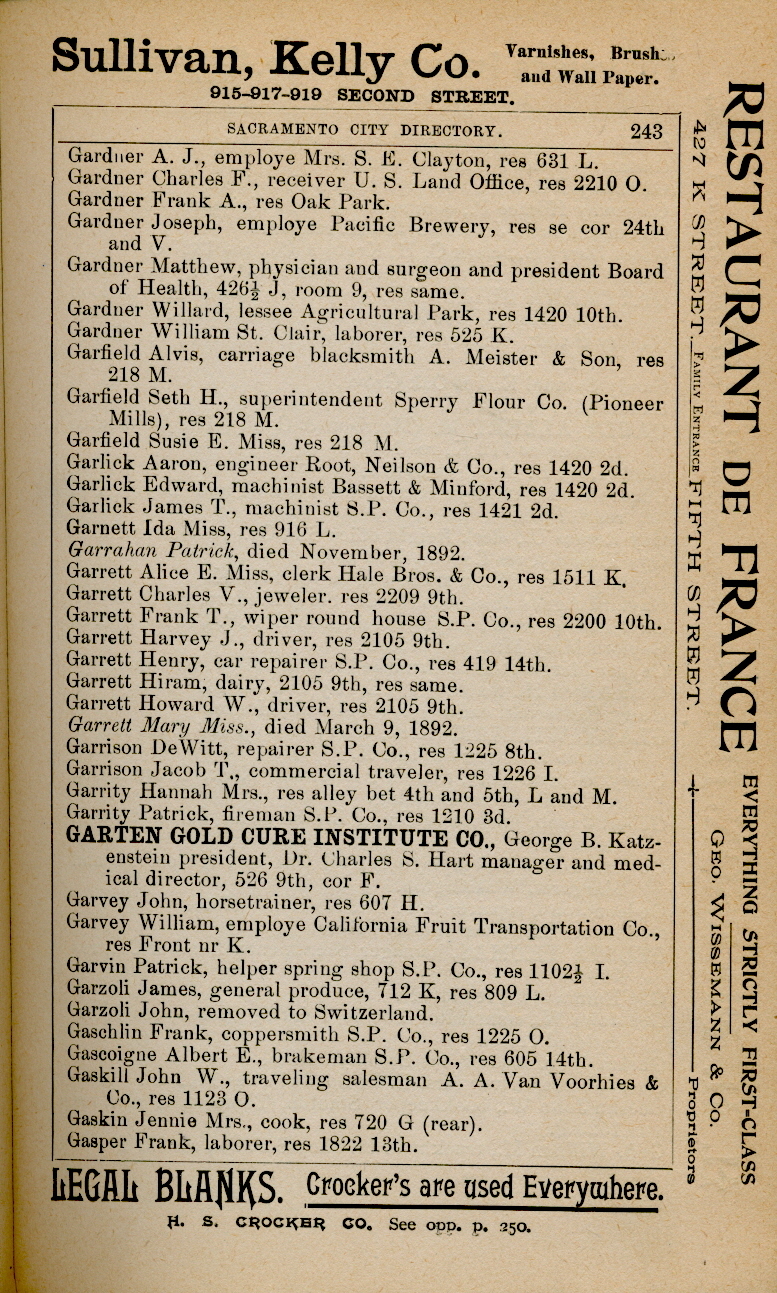 Sullivan, Kelly Co.
Varnishes, Brush
and Wall Paper.
915-917-919 SECOND STREET.
SACRAMENTO CITY DIRECTORY. 243
Gardner A. J., employe Mrs. S. E. Clayton, res 631 L.
Gardner Charles F., receiver U. S. Land Office, res 2210 O.
Gardner Frank A., res Oak Park.
Gardner Joseph, employe Pacific Brewery, res se cor 24th
and V.
Gardner Matthew, physician and surgeon and president Board
of Health, 426½ J, room 9, res same.
Gardner Willard, lessee Agricultural Park, res 1420 10th.
Gardner William St. Clair, laborer, res 525 K.
Garfield Alvis, carriage blacksmith A. Meister & Son, res
218 M.
Garfield Seth H., superintendent Sperry Flour Co. (Pioneer
Mills), res 218 M.
Garfield Susie E. Miss, res 218 M.
Garlick Aaron, engineer Root, Neilson & Co., res 1420 2d.
Garlick Edward, machinist Bassett & Minford, res 1420 2d.
Garlick James T., machinist S.P. Co., res 1421 2d.
Garnett Ida Miss, res 916 L.
Garrahan Patrick, died November, 1892.
Garrett Alice E. Miss, clerk Hale Bros. & Co., res 1511 K.
Garrett Charles V., jeweler. res 2209 9th.
Garrett Frank T., wiper round house S.P. Co., res 2200 10th.
Garrett Harvey J., driver, res 2105 9th.
Garrett Henry, car repairer S.P. Co., res 419 14th.
Garrett Hiram, dairy, 2105 9th, res same.
Garrett Howard W., driver, res 2105 9th.
Garrett Mary Miss., died March 9, 1892.
Garrison DeWitt, repairer S.P. Co., res 1225 8th.
Garrison Jacob T., commercial traveler, res 1226 I.
Garrity Hannah Mrs., res alley bet 4th and 5th, L and M.
Garrity Patrick, fireman S.P. Co., res 1210 3d.
GARTEN GOLD CURE INSTITUTE CO., George B. Katz-
enstein president, Dr. Charles S. Hart manager and med-
ical director, 526 9th, cor F.
Garvey John, horsetrainer, res 607 H.
Garvey William, employe California Fruit Transportation Co.,
res Front nr K.
Garvin Patrick, helper spring shop S.P. Co., res 1102½ I.
Garzoli James, general produce, 712 K, res 809 L.
Garzoli John, removed to Switzerland.
Gaschlin Frank, coppersmith S.P. Co., res 1225 O.
Gascoigne Albert E., brakeman S.P. Co., res 605 14th.
Gaskill John W., traveling salesman A. A. Van Voorhies &
Co., res 1123 O.
Gaskin Jennie Mrs., cook, res 720 G (rear).
Gasper Frank, laborer, res 1822 13th.
LEGAL BLANKS. Crocker's are used Everywhere.
H. S. CROCKER CO. See opp. p. 250.
RESTAURANT DE FRANCE
427 K STREET. FAMILY ENTRANCE FIFTH STREET.
EVERYTHING STRICTLY FIRST-CLASS
GEO. WISSEMANN & CO.
Proprietors